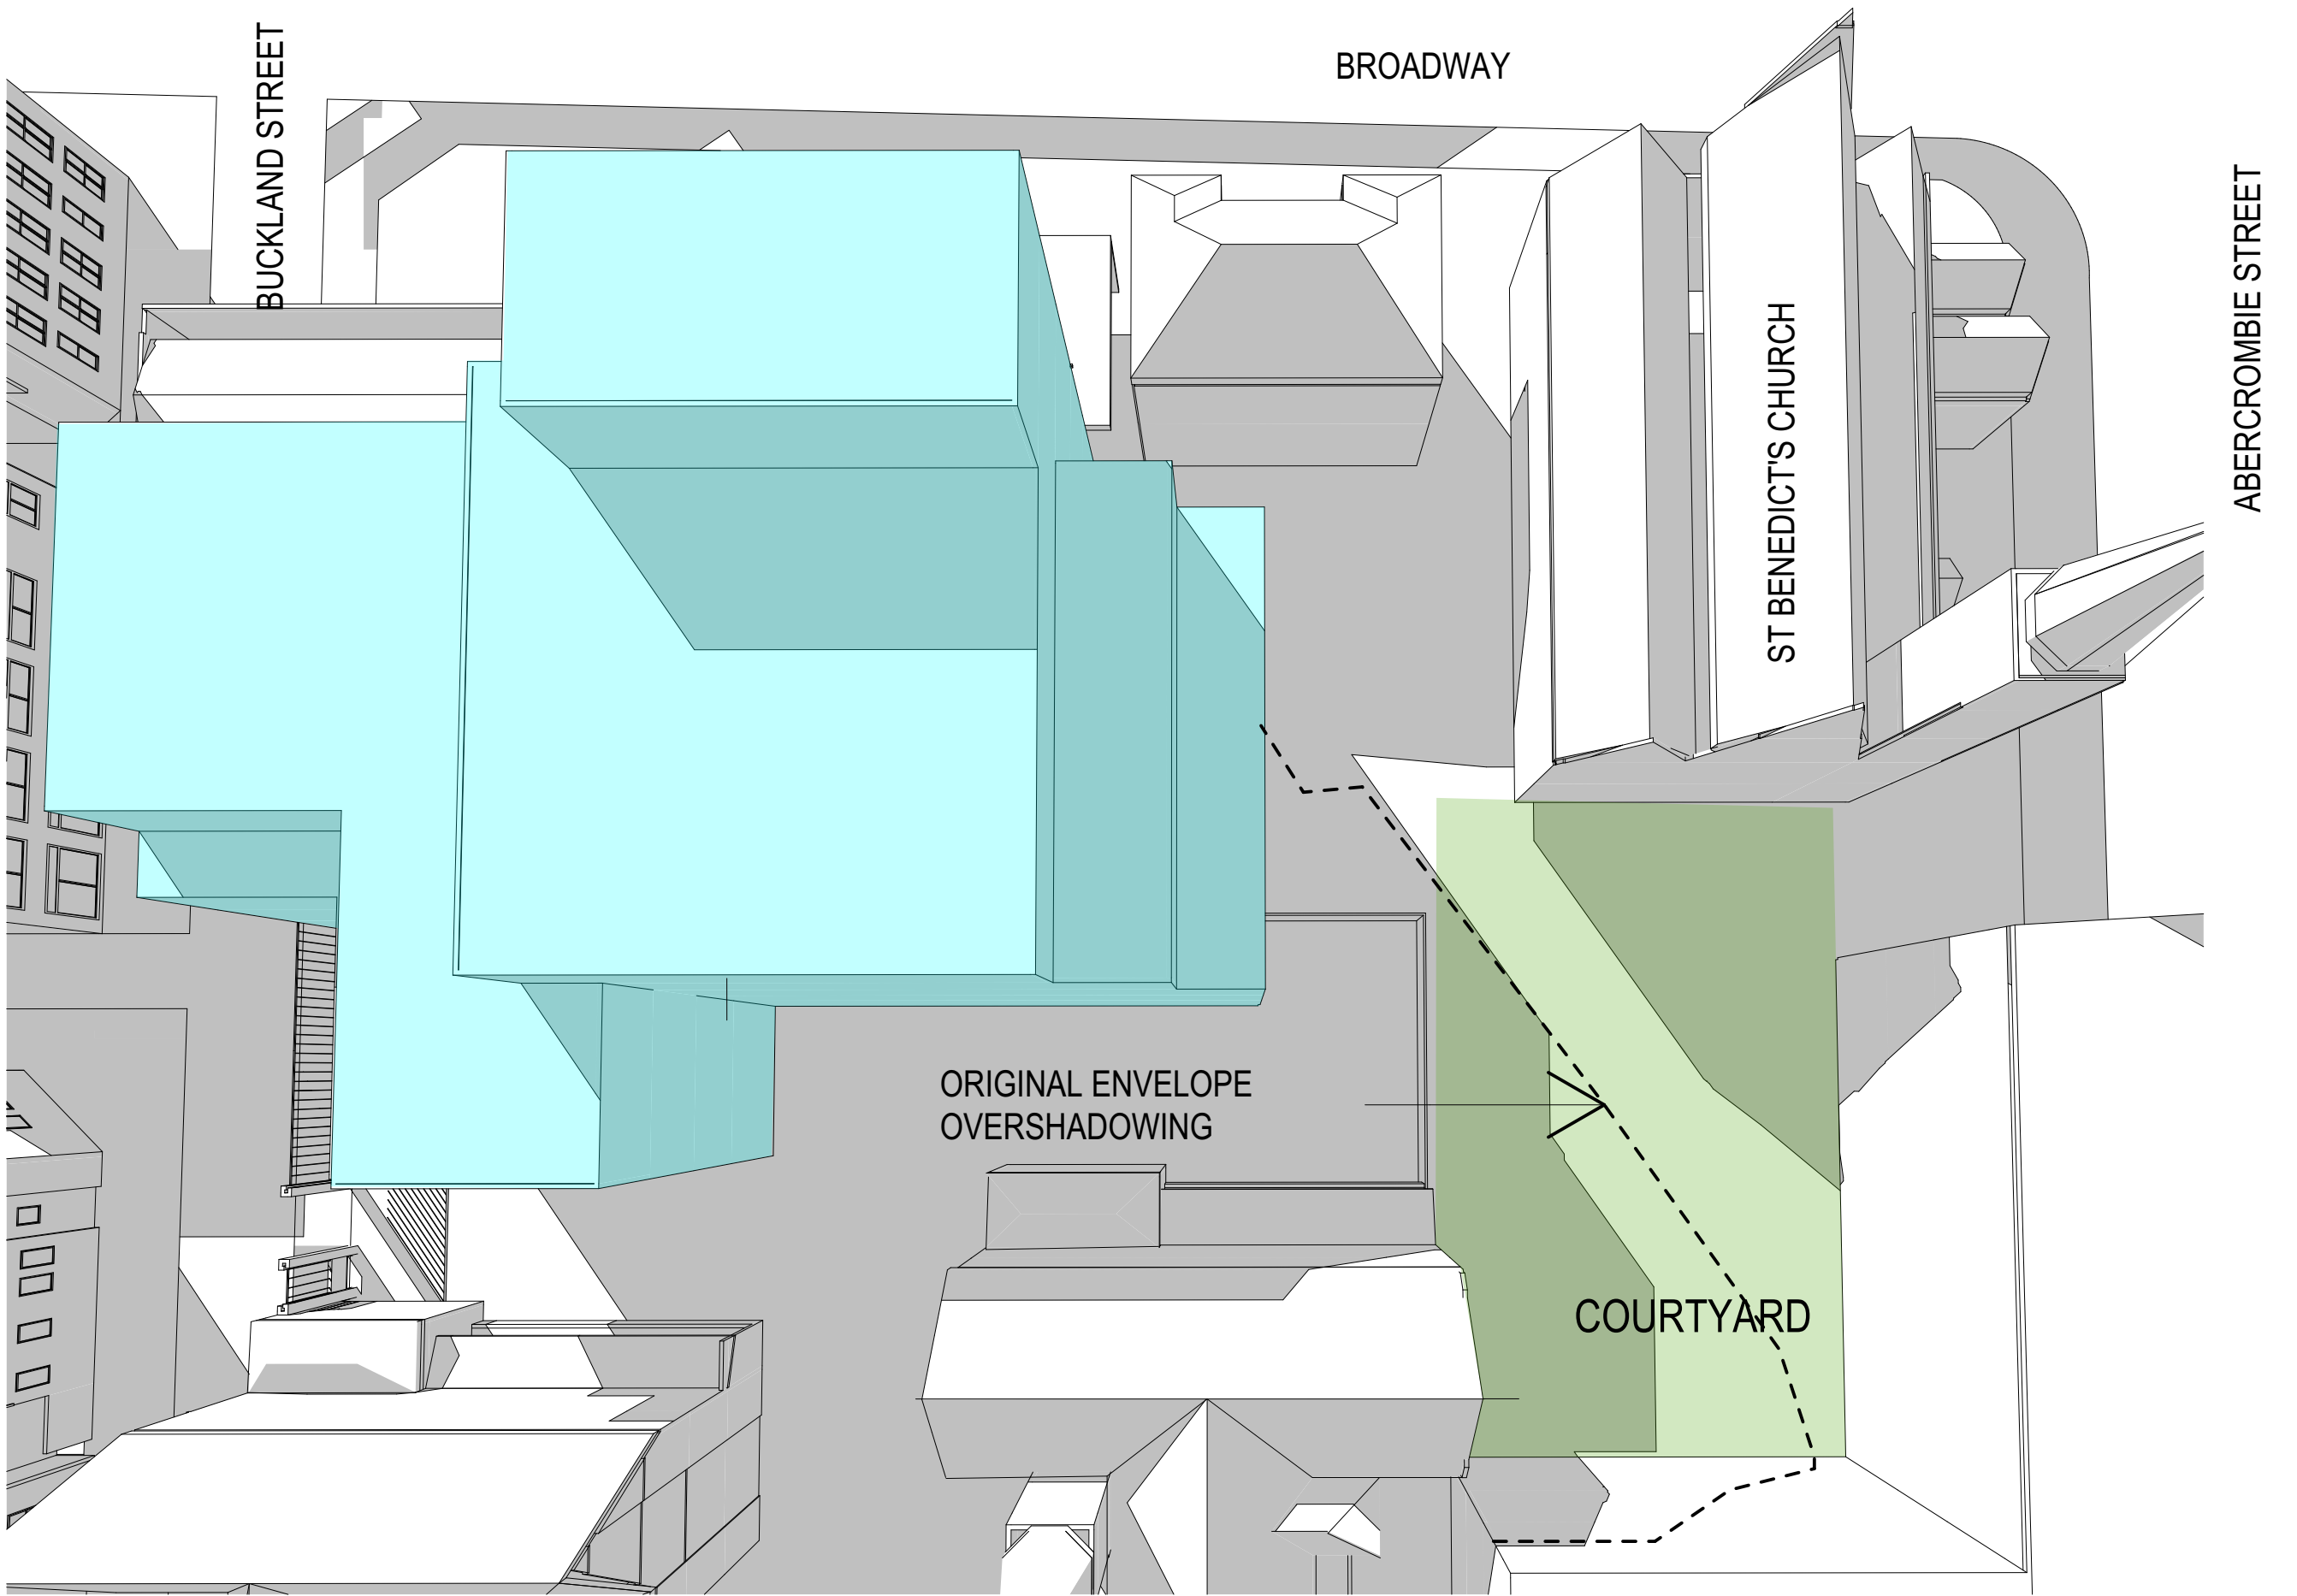 BUCKLAND STREET
BROADWAY
ST BENEDICT'S CHURCH
ABERCROMBIE STREET
ORIGINAL ENVELOPE
OVERSHADOWING
COURTYARD